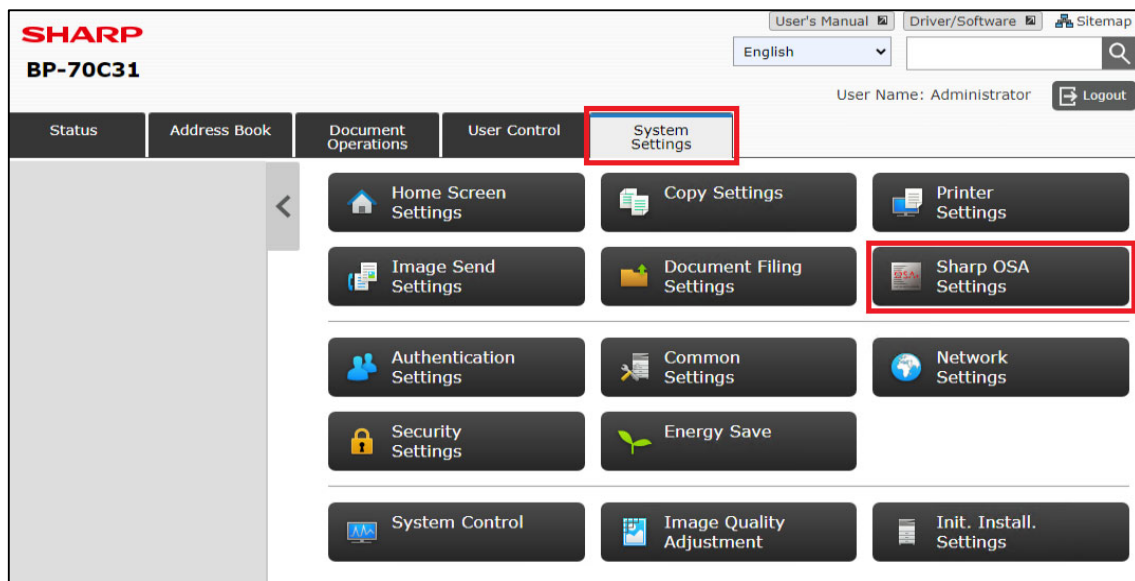 User's Manual
Driver/Software
Sitemap
SHARP
English
BP-70C31
User Name: Administrator
Logout
Status
Address Book
Document
Operations
User Control
System
Settings
Home Screen
Settings
Copy Settings
Printer
Settings
Image Send
Settings
Document Filing
Settings
OSA
Sharp OSA
Settings
Authentication
Settings
Common
Settings
Network
Settings
Security
Settings
Energy Save
System Control
Image Quality
Adjustment
Init. Install.
Settings